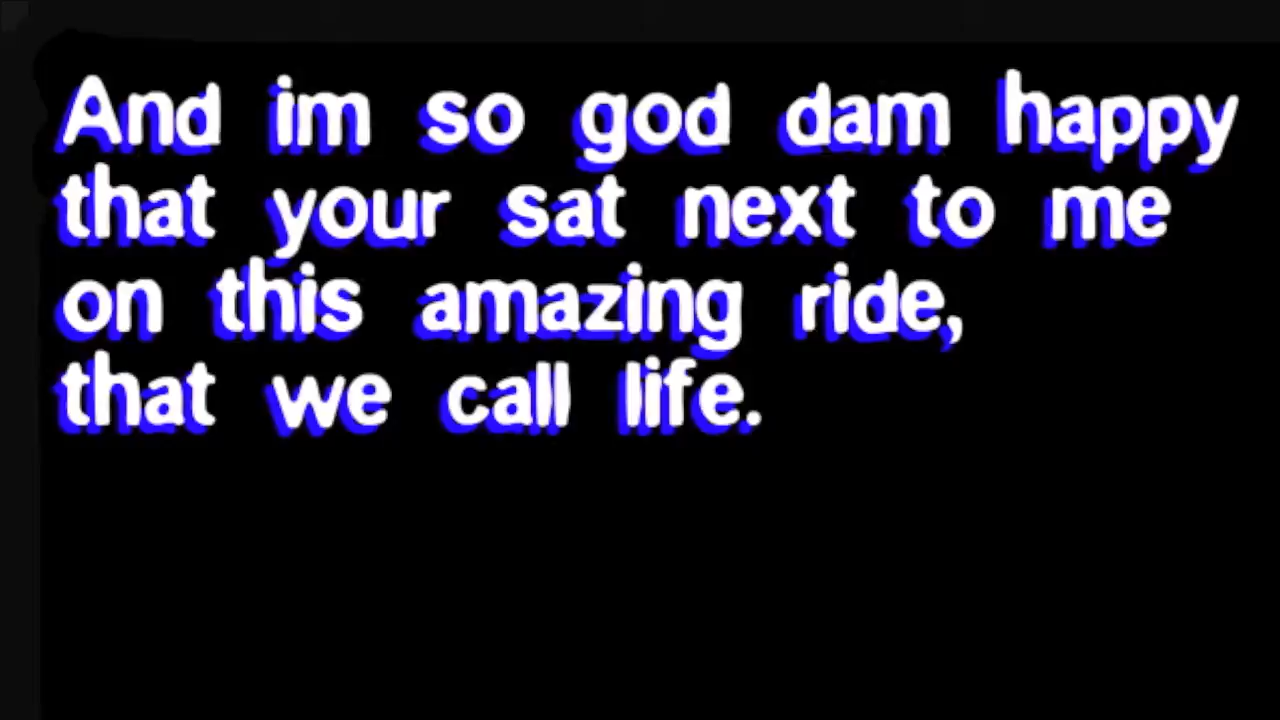 And im so god dam happy
that your sat next to me
on this amazing ride,
that we call life.